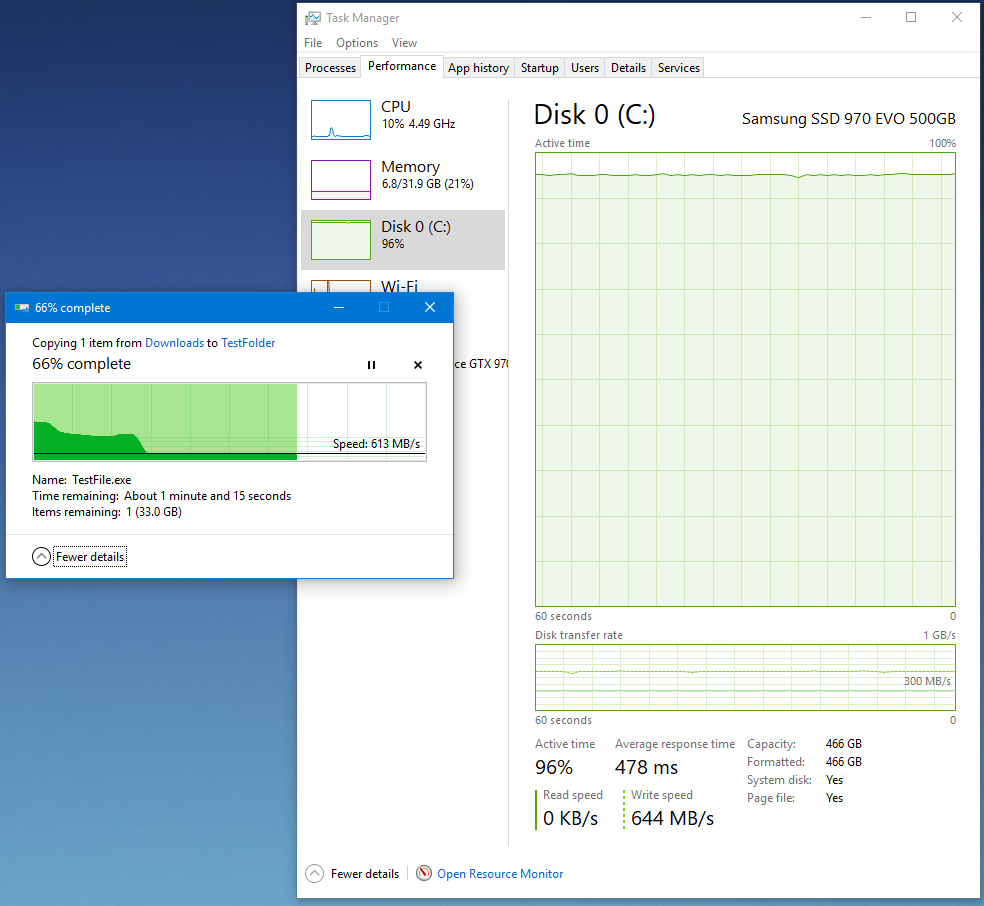 Task Manager
File Options View
Processes Performance App history Startup Users Details Services
CPU
10% 4.49 GHz
Memory
6.8/31.9 GB (21%)
Disk 0 (C:)
96%
Wi-Fi
ce GTX 970
Disk 0 (C:)
Samsung SSD 970 EVO 500GB
Active time 100%
60 seconds 0
Disk transfer rate 1 GB/s
300 MB/s
60 seconds 0
Active time Average response time
96% 478 ms
Read speed Write speed
0 KB/s 644 MB/s
Capacity: 466 GB
Formatted: 466 GB
System disk: Yes
Page file: Yes
Fewer details Open Resource Monitor
66% complete
Copying 1 item from Downloads to TestFolder
66% complete
Speed: 613 MB/s
Name: TestFile.exe
Time remaining: About 1 minute and 15 seconds
Items remaining: 1 (33.0 GB)
Fewer details